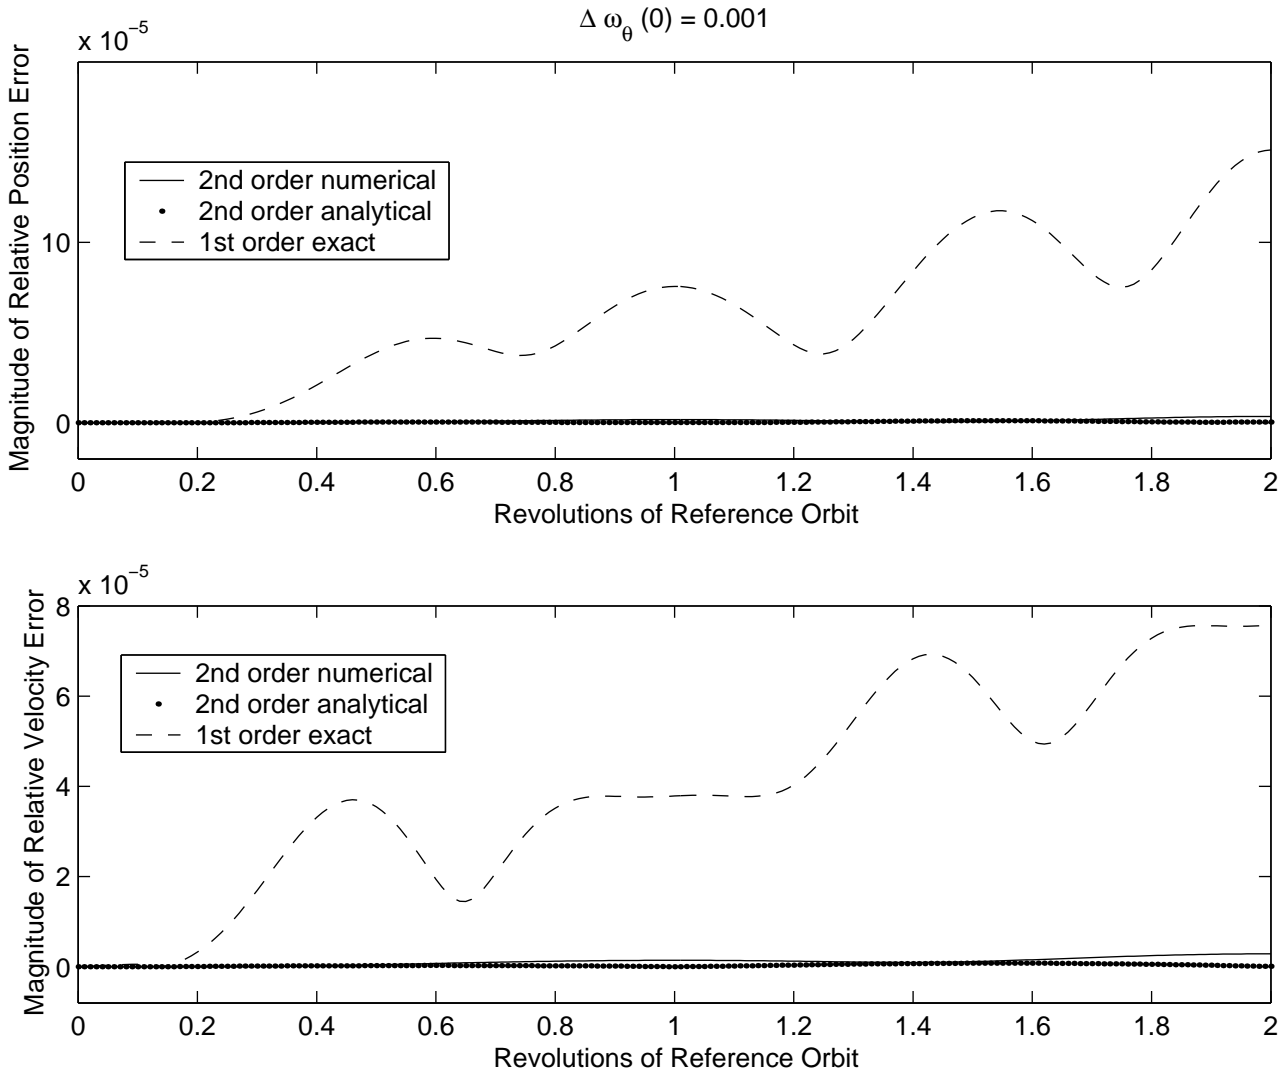 Δ ω_θ (0) = 0.001
x 10⁻⁵
Magnitude of Relative Position Error
10
0
2nd order numerical
2nd order analytical
1st order exact
0 0.2 0.4 0.6 0.8 1 1.2 1.4 1.6 1.8 2
Revolutions of Reference Orbit
x 10⁻⁵
Magnitude of Relative Velocity Error
8
6
4
2
0
2nd order numerical
2nd order analytical
1st order exact
0 0.2 0.4 0.6 0.8 1 1.2 1.4 1.6 1.8 2
Revolutions of Reference Orbit